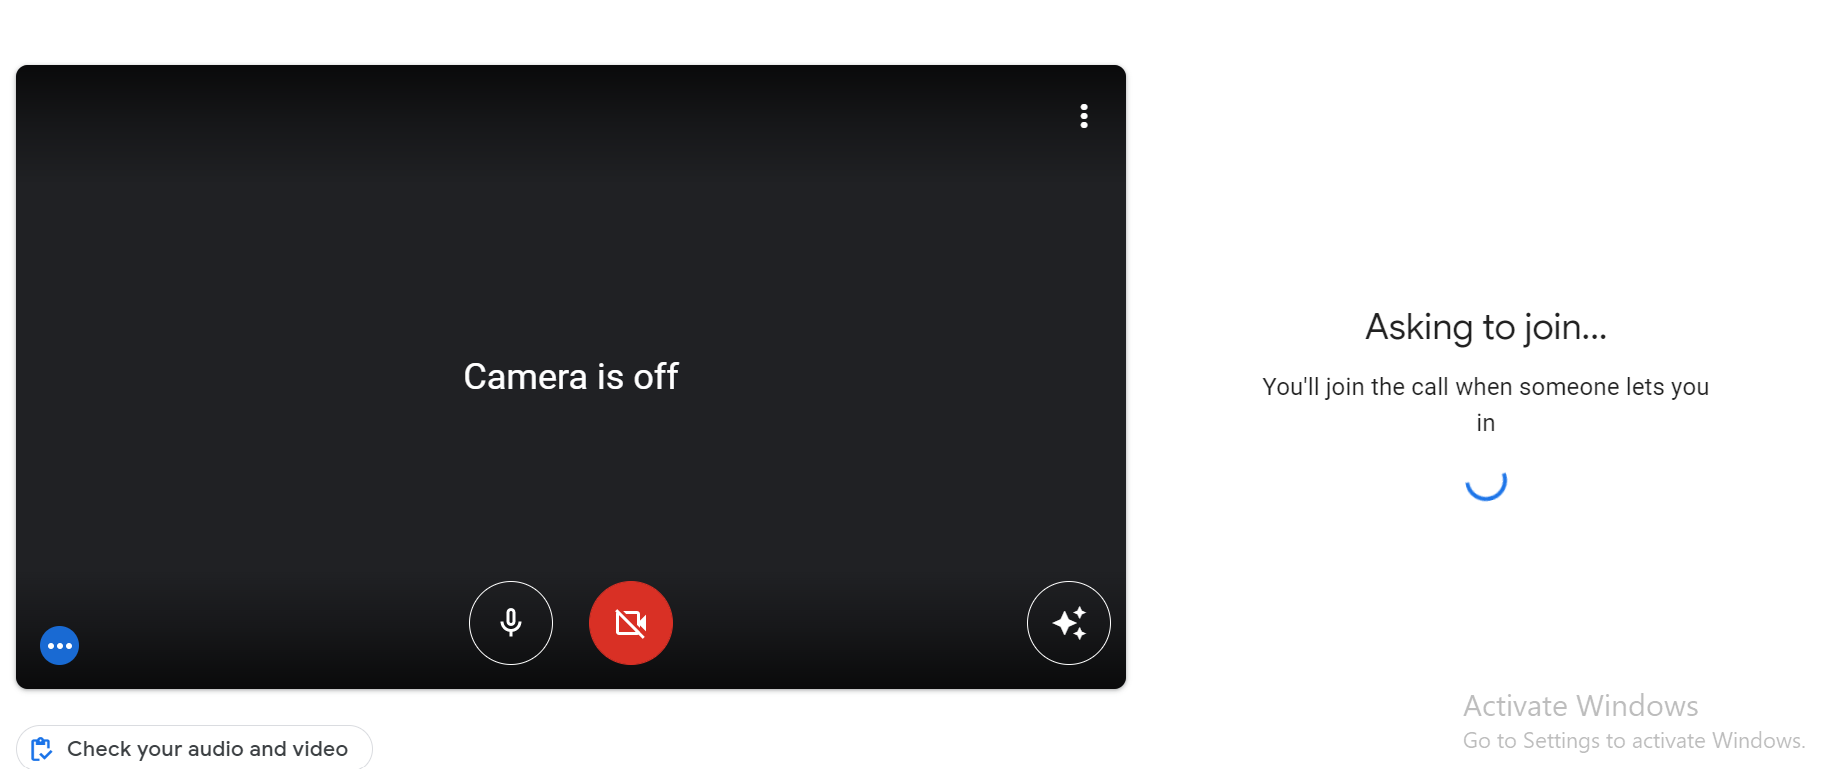 Camera is off
Asking to join...
You'll join the call when someone lets you
in
Check your audio and video
Activate Windows
Go to Settings to activate Windows.